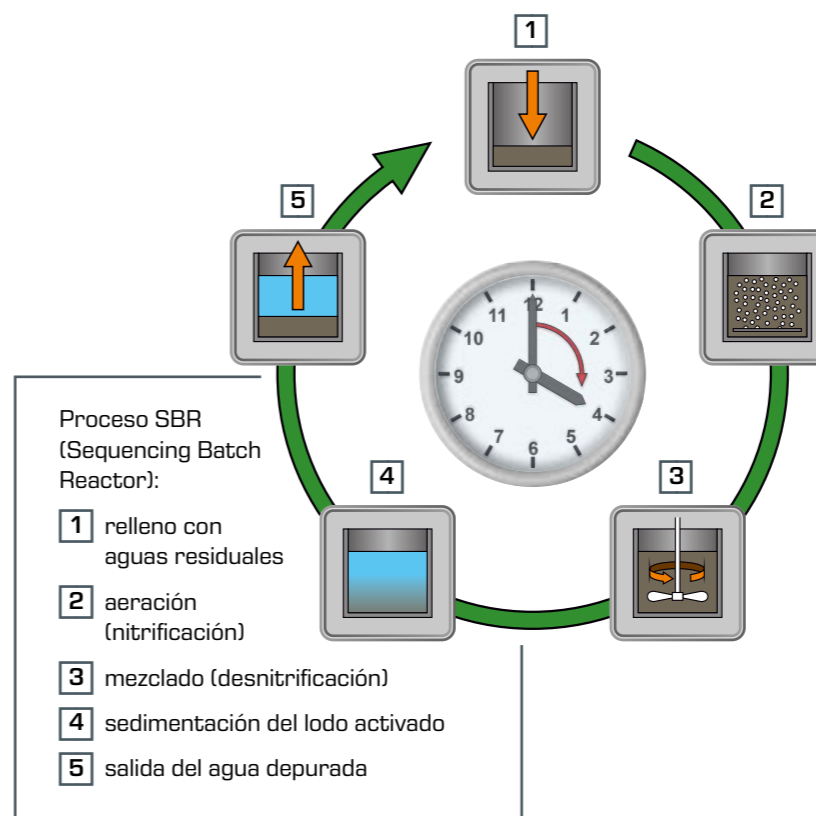 1
5
2
12
11
1
10
2
9
3
8
4
7
5
6
4
3
Proceso SBR
(Sequencing Batch
Reactor):
1 relleno con
aguas residuales
2 aeración
(nitrificación)
3 mezclado (desnitrificación)
4 sedimentación del lodo activado
5 salida del agua depurada